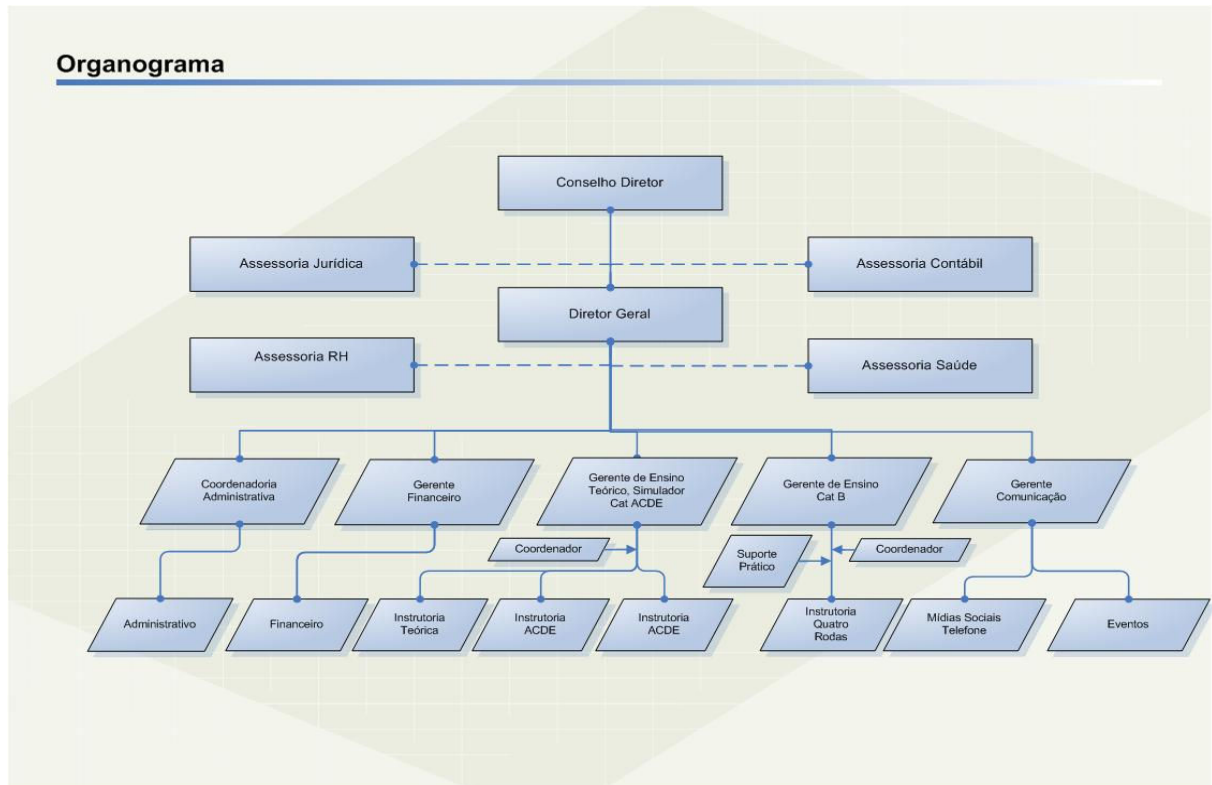 Organograma
Conselho Diretor
Assessoria Jurídica
Assessoria Contábil
Diretor Geral
Assessoria RH
Assessoria Saúde
Coordenadoria
Administrativa
Gerente
Financeiro
Gerente de Ensino
Teórico, Simulador
Cat ACDE
Gerente de Ensino
Cat B
Gerente
Comunicação
Coordenador
Suporte
Prático
Coordenador
Administrativo
Financeiro
Instrutoria
Teórica
Instrutoria
ACDE
Instrutoria
ACDE
Instrutoria
Quatro
Rodas
Mídias Sociais
Telefone
Eventos